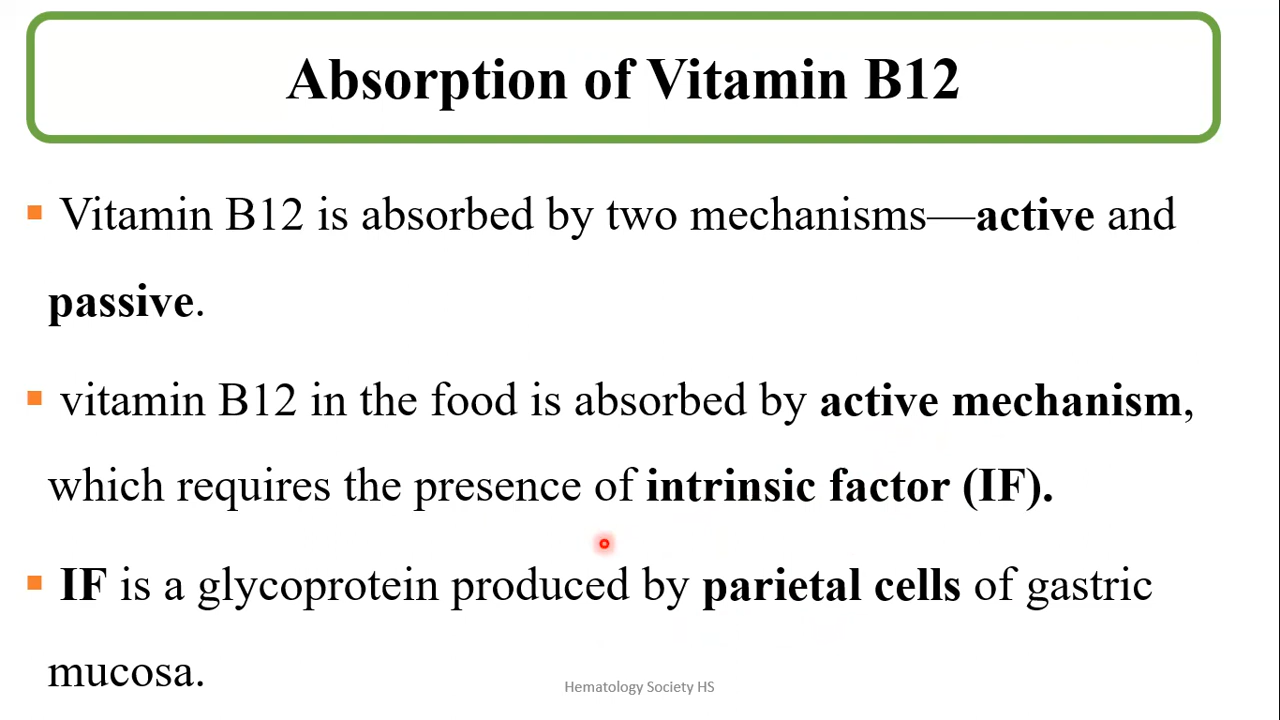 Absorption of Vitamin B12
▪ Vitamin B12 is absorbed by two mechanisms—active and
passive.
▪ vitamin B12 in the food is absorbed by active mechanism,
which requires the presence of intrinsic factor (IF).
▪ IF is a glycoprotein produced by parietal cells of gastric
mucosa.
Hematology Society HS